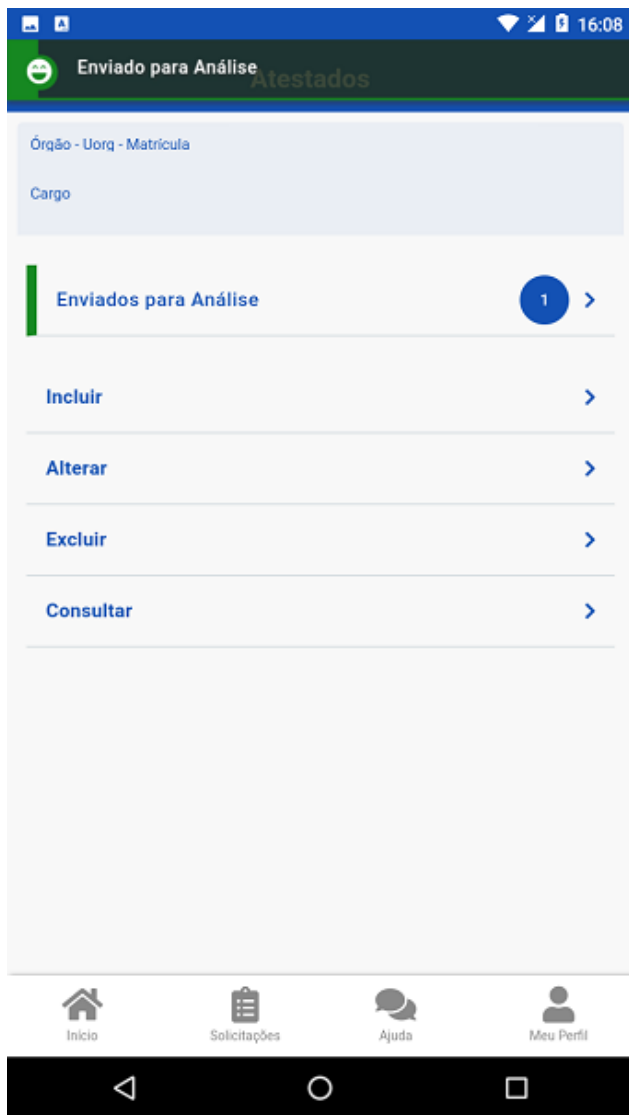 16:08
Enviado para Análise
Atestados
Órgão - Uorg - Matrícula
Cargo
Enviados para Análise 1
Incluir
Alterar
Excluir
Consultar
Início Solicitações Ajuda Meu Perfil